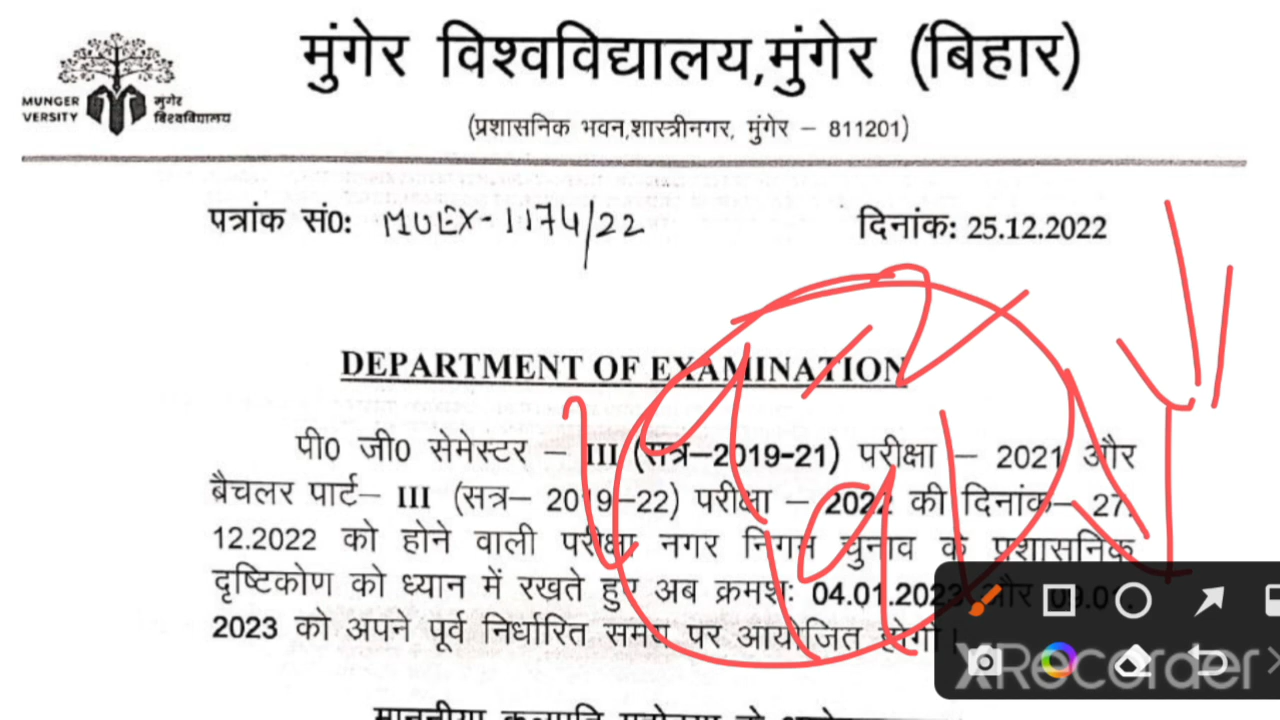 मुंगेर विश्वविद्यालय,मुंगेर (बिहार)
MUNGER मुंगेर
VERSITY विश्वविद्यालय
(प्रशासनिक भवन,शास्त्रीनगर, मुंगेर – 811201)
पत्रांक सं0: MUEX-1174/22 दिनांक: 25.12.2022
DEPARTMENT OF EXAMINATION
पी0 जी0 सेमेस्टर – III (सत्र–2019-21) परीक्षा – 2021 और
बैचलर पार्ट– III (सत्र– 2019–22) परीक्षा – 2022 की दिनांक– 27.
12.2022 को होने वाली परीक्षा नगर निगम चुनाव के प्रशासनिक
दृष्टिकोण को ध्यान में रखते हुए अब क्रमशः 04.01.2023 और 09.01.
2023 को अपने पूर्व निर्धारित समय पर आयोजित होगी।
XRecorder